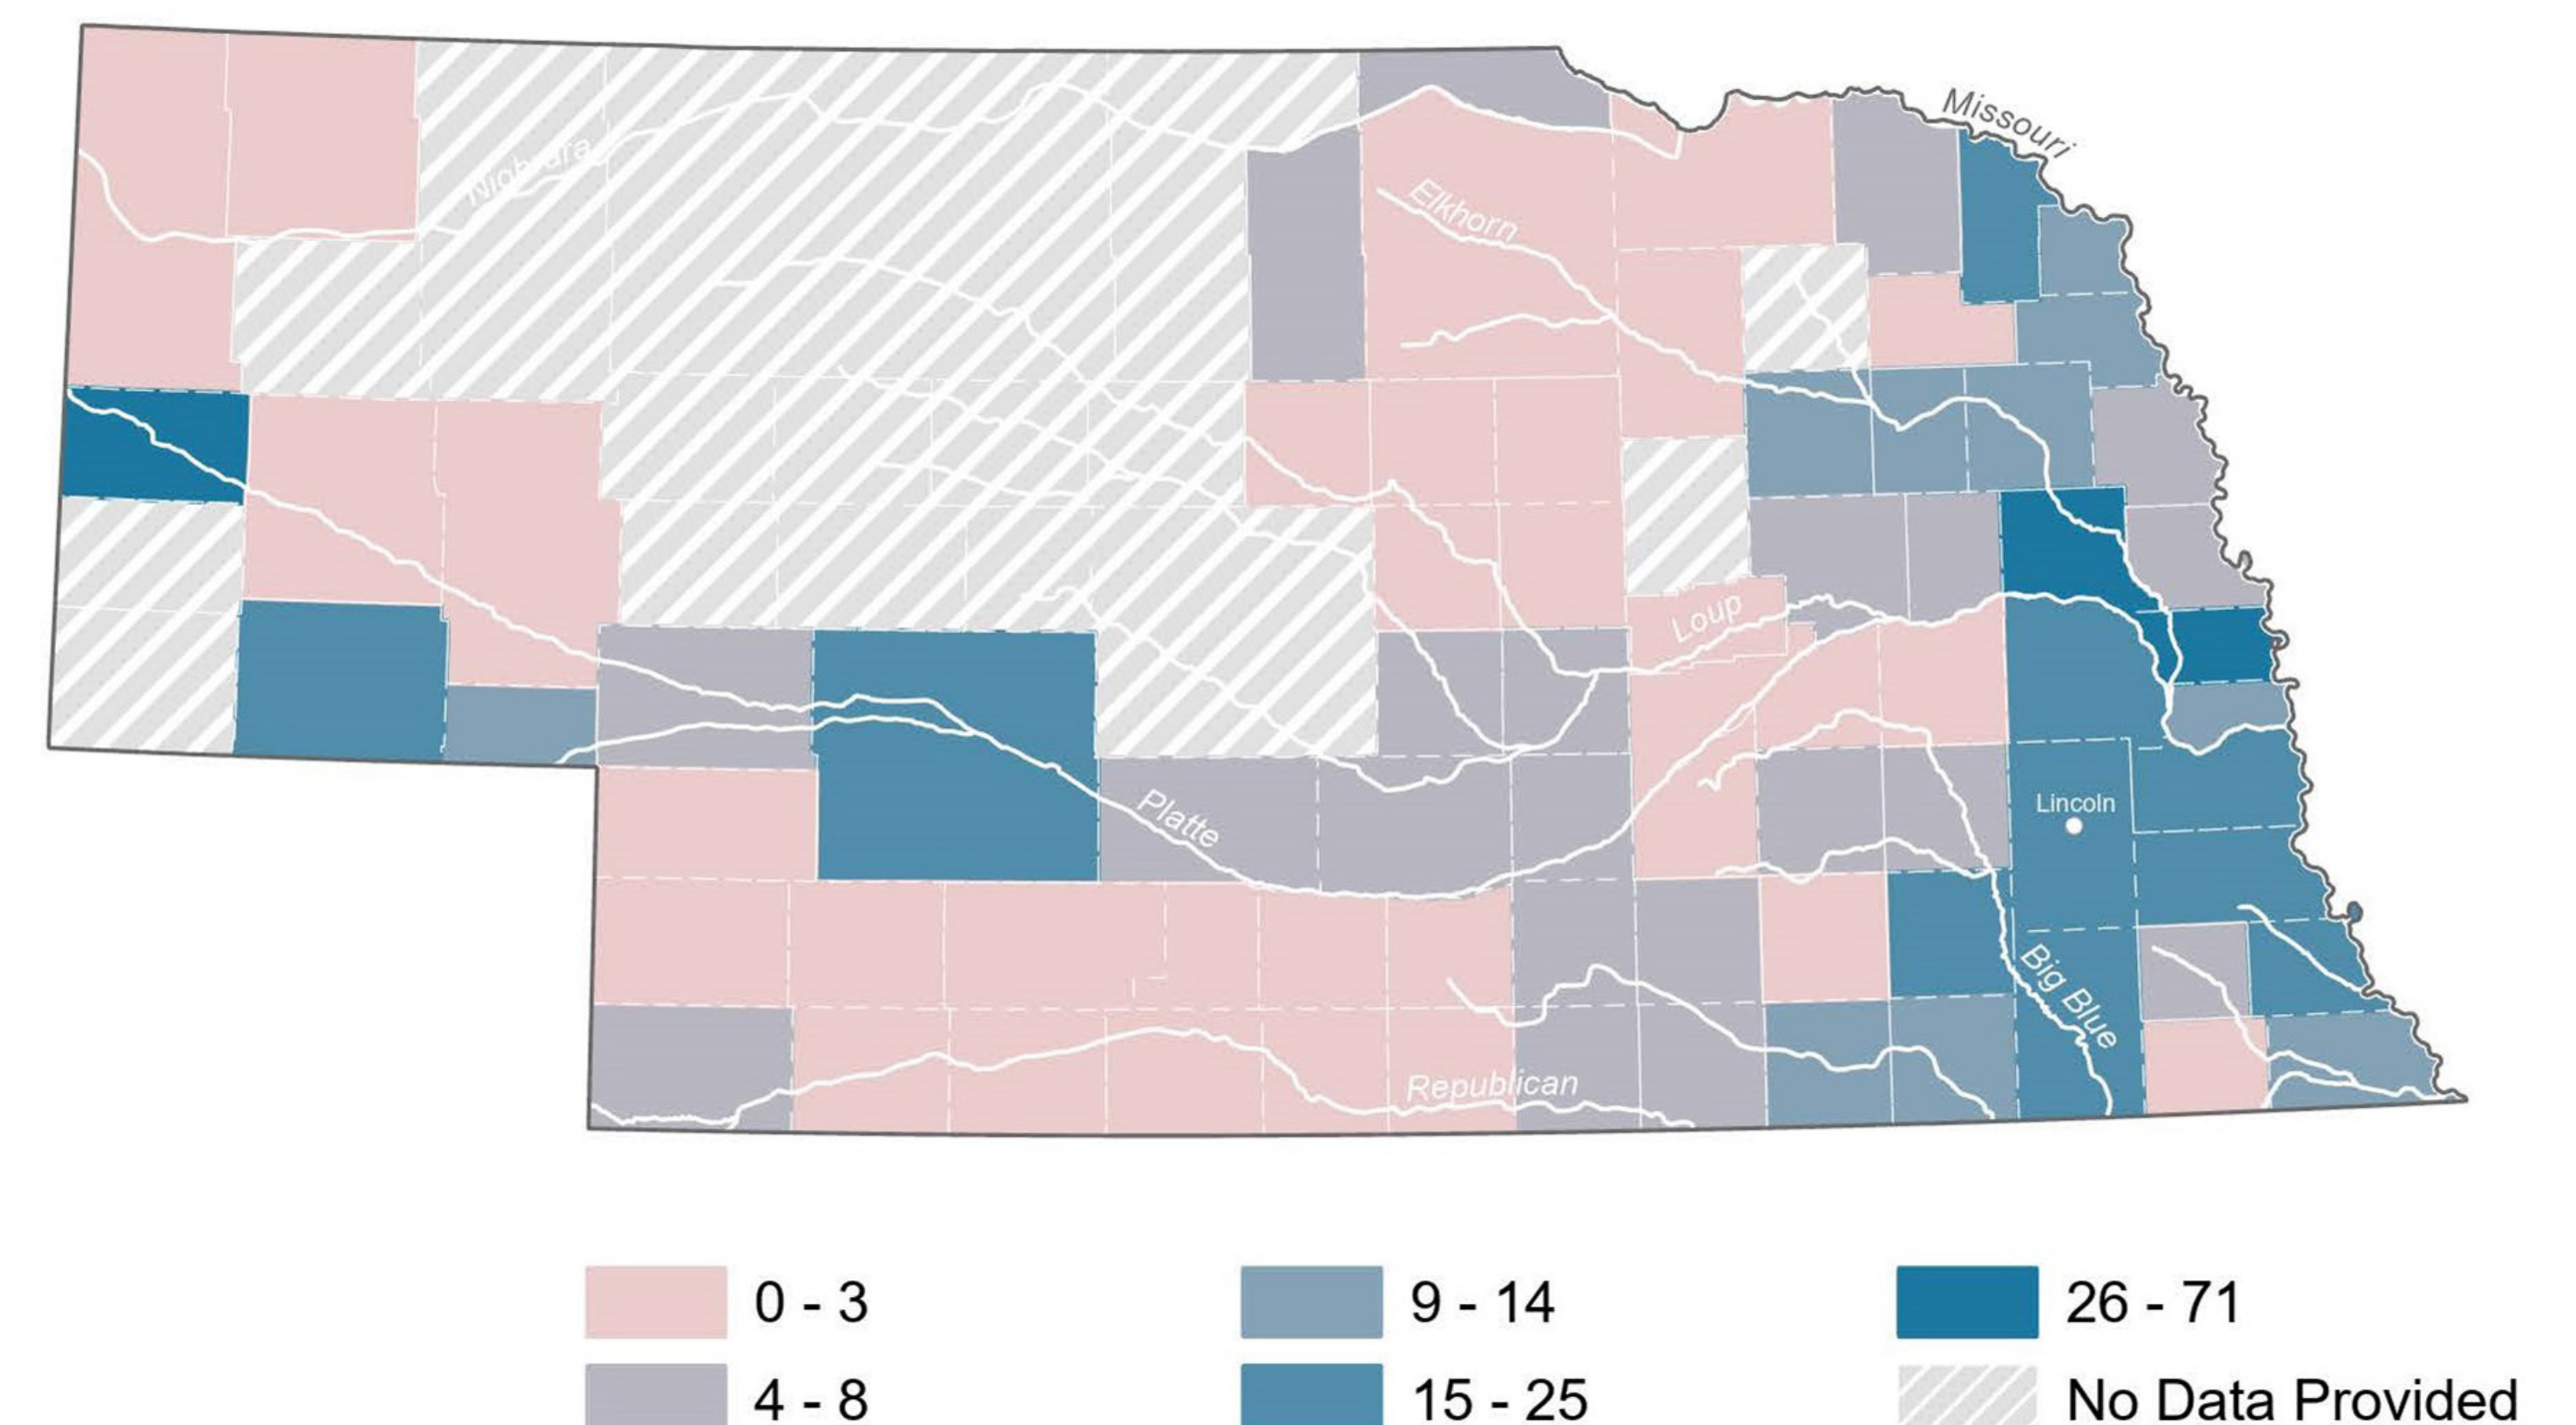 Missouri
Niobrara
Elkhorn
Loup
Platte
Lincoln
Big Blue
Republican
0 - 3
9 - 14
26 - 71
4 - 8
15 - 25
No Data Provided